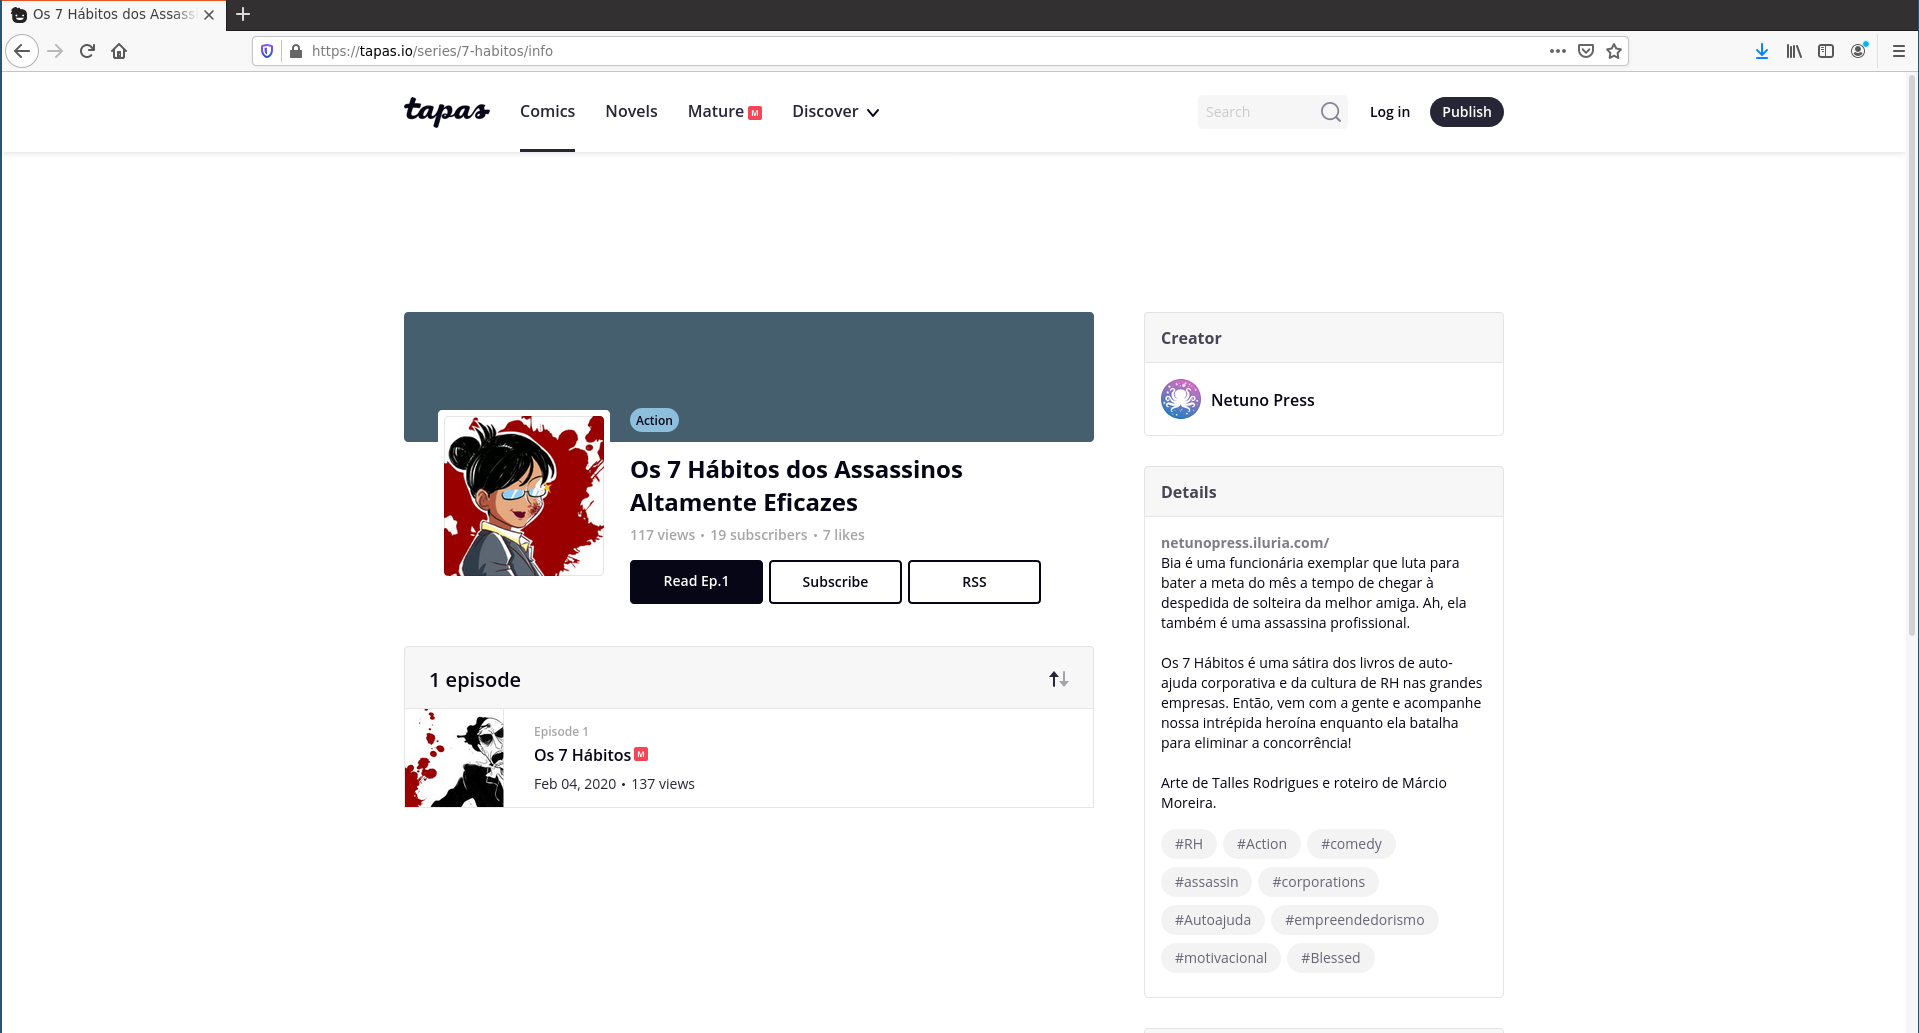 Os 7 Hábitos dos Assass
https://tapas.io/series/7-habitos/info
tapas
Comics
Novels
Mature M
Discover
Search
Log in
Publish
Action
Os 7 Hábitos dos Assassinos
Altamente Eficazes
117 views • 19 subscribers • 7 likes
Read Ep.1
Subscribe
RSS
1 episode
Episode 1
Os 7 Hábitos M
Feb 04, 2020 • 137 views
Creator
Netuno Press
Details
netunopress.iluria.com/
Bia é uma funcionária exemplar que luta para
bater a meta do mês a tempo de chegar à
despedida de solteira da melhor amiga. Ah, ela
também é uma assassina profissional.
Os 7 Hábitos é uma sátira dos livros de auto-
ajuda corporativa e da cultura de RH nas grandes
empresas. Então, vem com a gente e acompanhe
nossa intrépida heroína enquanto ela batalha
para eliminar a concorrência!
Arte de Talles Rodrigues e roteiro de Márcio
Moreira.
#RH #Action #comedy
#assassin #corporations
#Autoajuda #empreendedorismo
#motivacional #Blessed